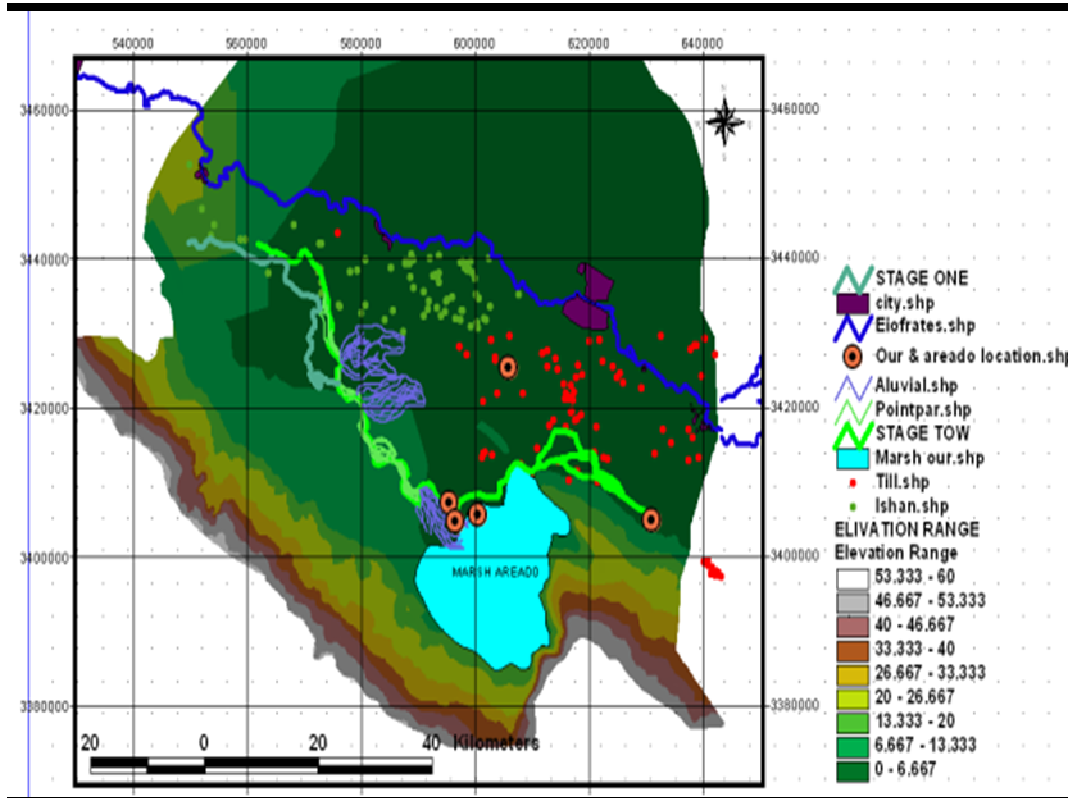 540000 560000 580000 600000 620000 640000
3460000 3460000
3440000 3440000
3420000 3420000
3400000 3400000
3380000 3380000
MARSH AREADO
20 0 20 40 Kilometers
STAGE ONE
city.shp
Eiofrates.shp
Our & areado location.shp
Aluvial.shp
Pointpar.shp
STAGE TOW
Marsh our.shp
Till.shp
Ishan.shp
ELIVATION RANGE
Elevation Range
53.333 - 60
46.667 - 53.333
40 - 46.667
33.333 - 40
26.667 - 33.333
20 - 26.667
13.333 - 20
6.667 - 13.333
0 - 6.667